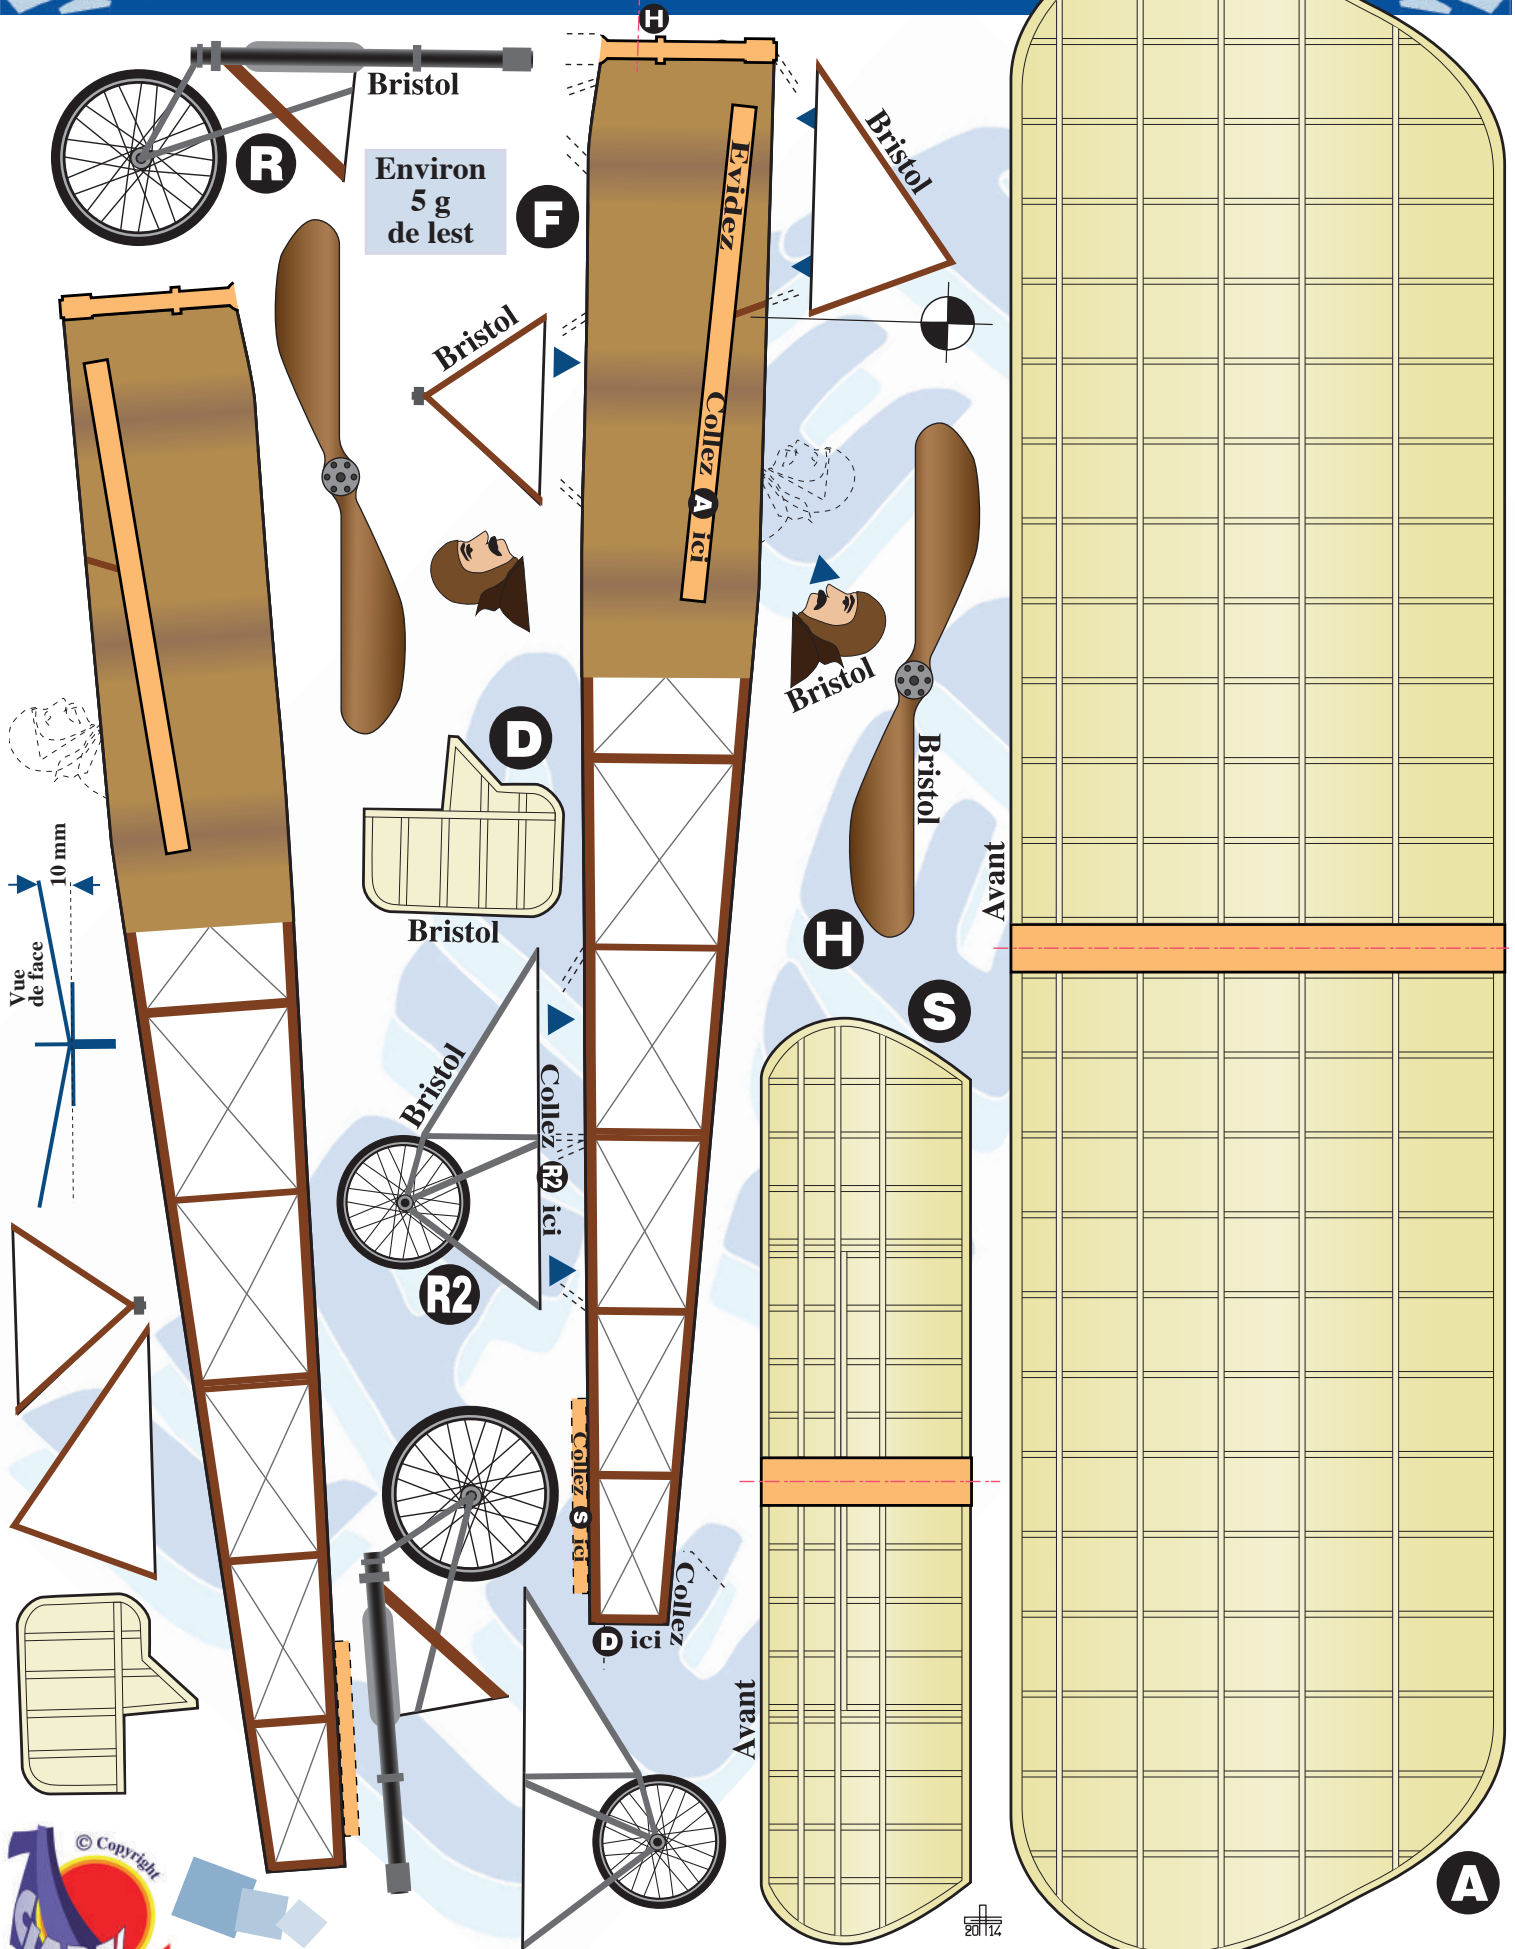 H
Bristol
R
Environ
5 g
de lest
F
Evidez
Bristol
Bristol
Collez A ici
Bristol
D
Bristol
Bristol
Avant
H
10 mm
Vue
de face
S
Bristol
Collez R2 ici
R2
Collez S ici
Collez
D ici
Avant
© Copyright
2014
A